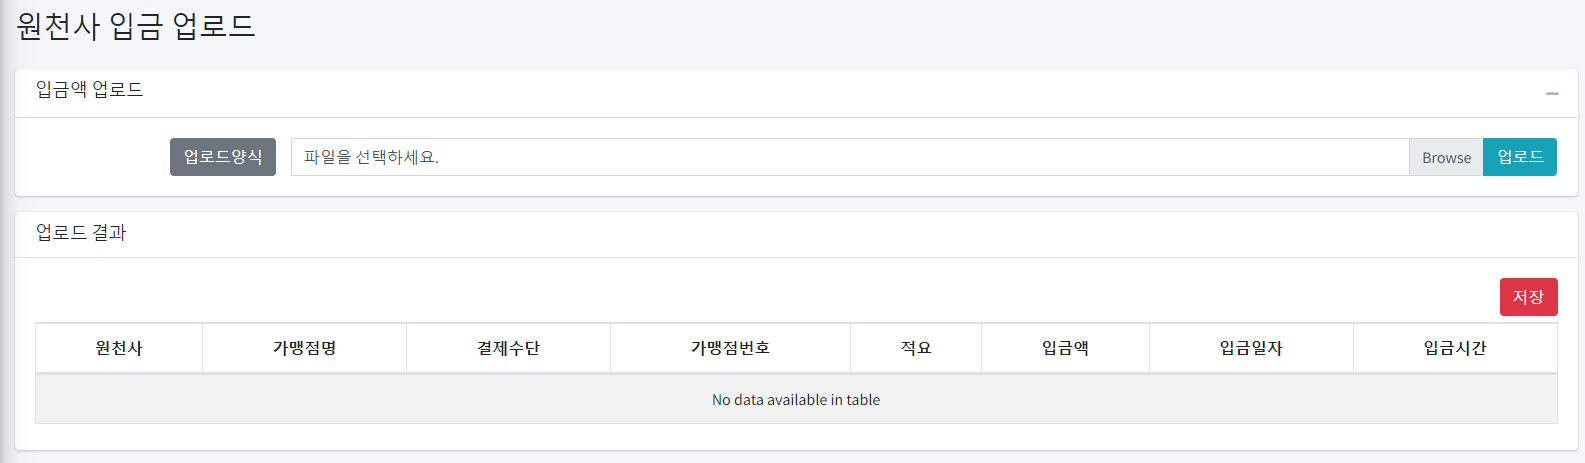 원천사 입금 업로드
입금액 업로드
업로드양식 파일을 선택하세요. Browse 업로드
업로드 결과
저장
원천사 가맹점명 결제수단 가맹점번호 적요 입금액 입금일자 입금시간
No data available in table